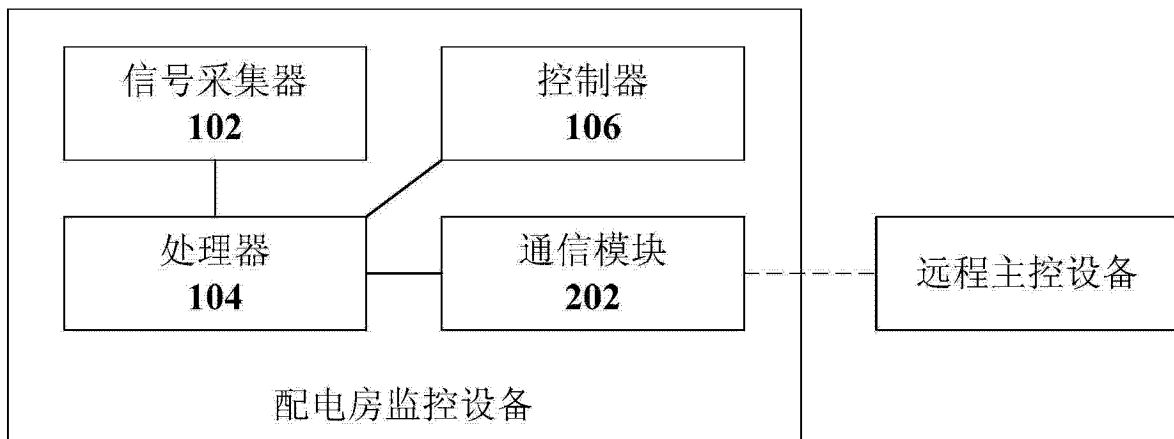 信号采集器
102
控制器
106
处理器
104
通信模块
202
远程主控设备
配电房监控设备